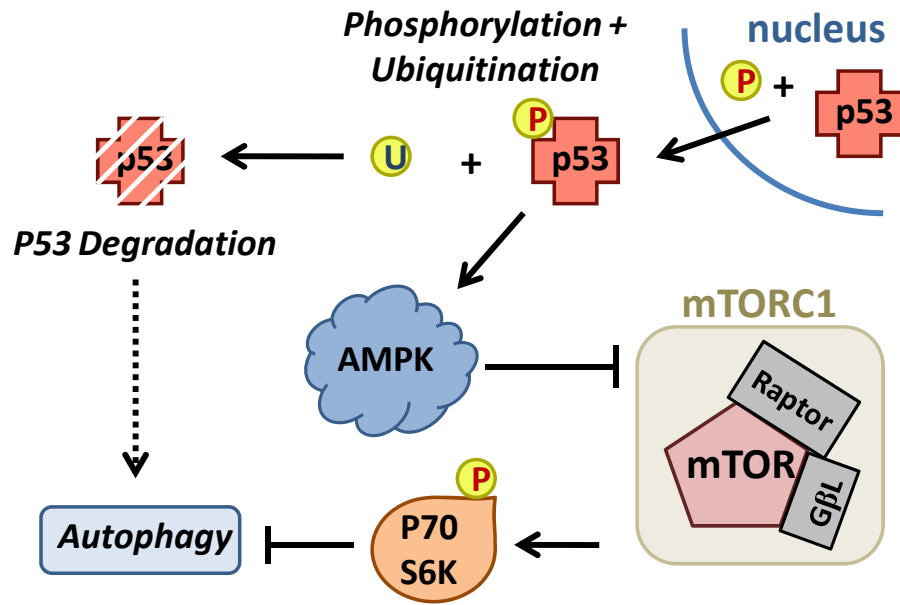 Phosphorylation +
Ubiquitination
nucleus
P +
p53
P
p53
+
U
p53
P53 Degradation
AMPK
mTORC1
Raptor
mTOR
GβL
P
P70
S6K
Autophagy